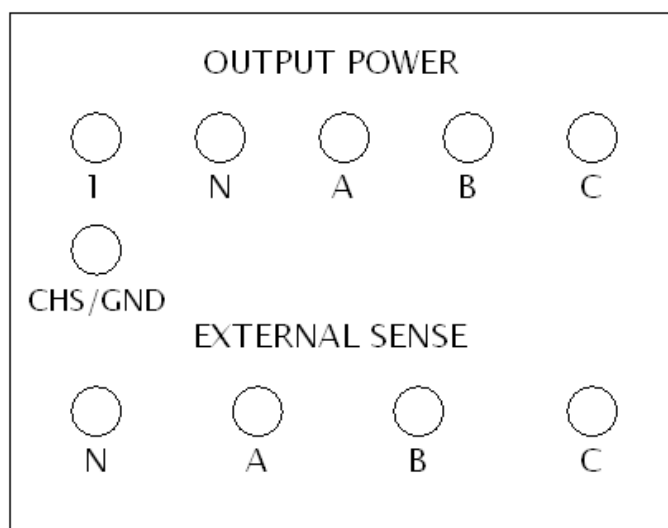 OUTPUT POWER
1 N A B C
CHS/GND
EXTERNAL SENSE
N A B C